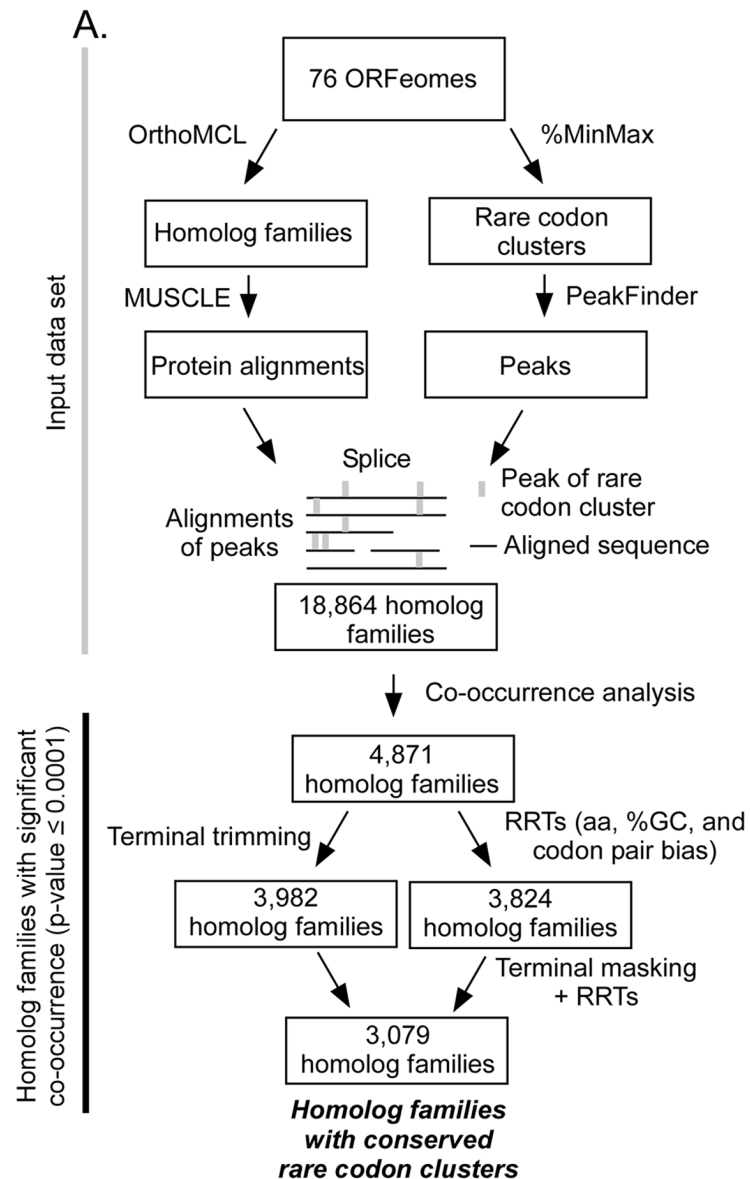 A.
76 ORFeomes
OrthoMCL
%MinMax
Homolog families
Rare codon
clusters
MUSCLE
PeakFinder
Protein alignments
Peaks
Input data set
Splice
Peak of rare
codon cluster
Alignments
of peaks
Aligned sequence
18,864 homolog
families
Co-occurrence analysis
4,871
homolog families
Homolog families with significant
co-occurrence (p-value ≤ 0.0001)
Terminal trimming
RRTs (aa, %GC, and
codon pair bias)
3,982
homolog families
3,824
homolog families
Terminal masking
+ RRTs
3,079
homolog families
Homolog families
with conserved
rare codon clusters